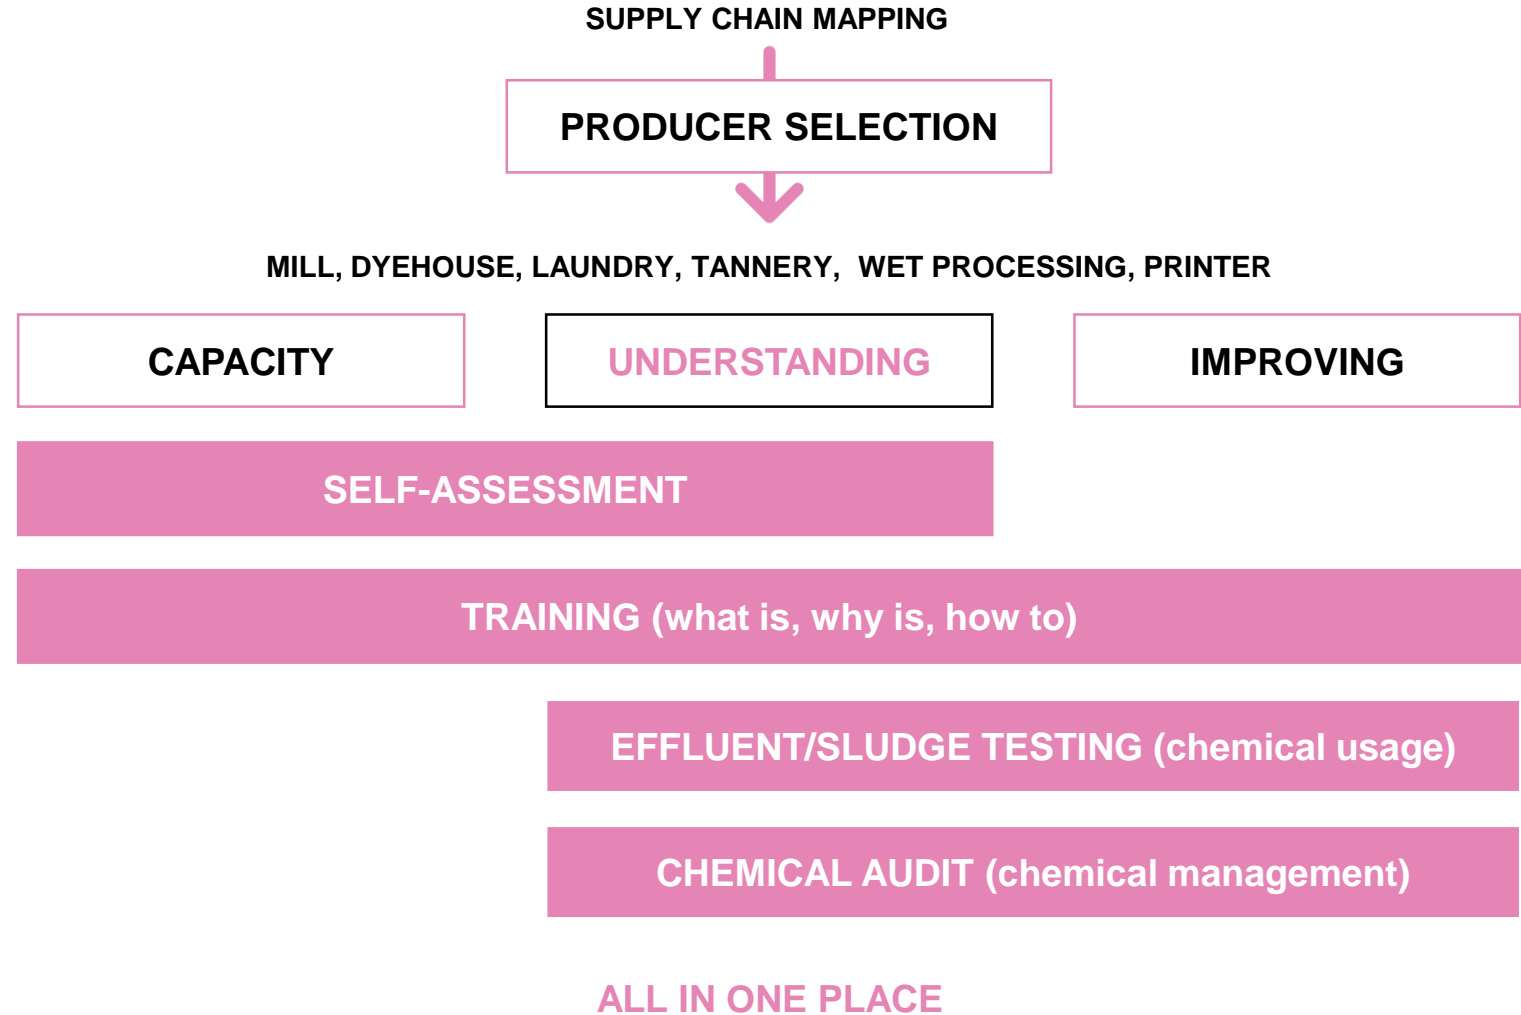 SUPPLY CHAIN MAPPING
PRODUCER SELECTION
MILL, DYEHOUSE, LAUNDRY, TANNERY, WET PROCESSING, PRINTER
CAPACITY
UNDERSTANDING
IMPROVING
SELF-ASSESSMENT
TRAINING (what is, why is, how to)
EFFLUENT/SLUDGE TESTING (chemical usage)
CHEMICAL AUDIT (chemical management)
ALL IN ONE PLACE